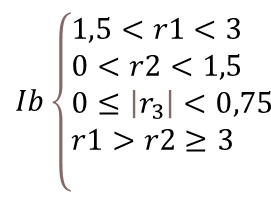 1,5 < r1 < 3
0 < r2 < 1,5
Ib
0 ≤ |r₃| < 0,75
r1 > r2 ≥ 3